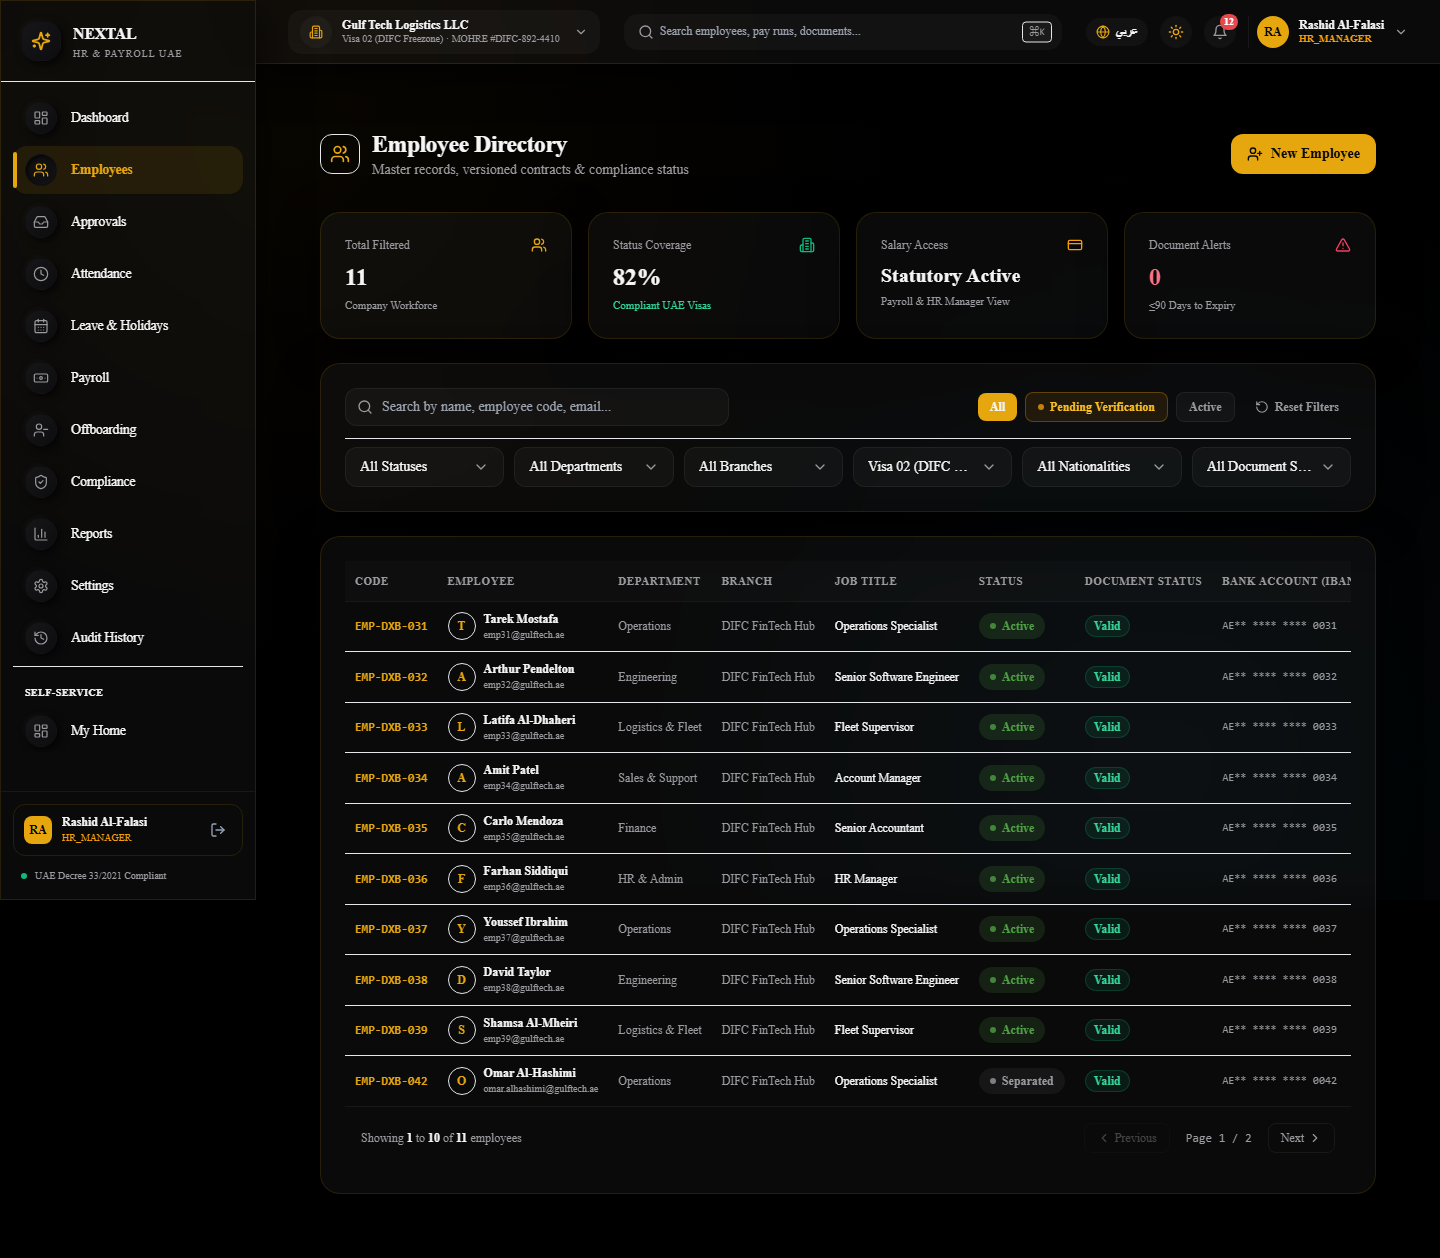 NEXTAL
HR & PAYROLL UAE
Gulf Tech Logistics LLC
Visa 02 (DIFC Freezone) · MOHRE #DIFC-892-4410
Search employees, pay runs, documents...
⌘K
عربي
12
RA
Rashid Al-Falasi
HR_MANAGER
Dashboard
Employees
Approvals
Attendance
Leave & Holidays
Payroll
Offboarding
Compliance
Reports
Settings
Audit History
SELF-SERVICE
My Home
RA
Rashid Al-Falasi
HR_MANAGER
UAE Decree 33/2021 Compliant
Employee Directory
Master records, versioned contracts & compliance status
New Employee
Total Filtered
11
Company Workforce
Status Coverage
82%
Compliant UAE Visas
Salary Access
Statutory Active
Payroll & HR Manager View
Document Alerts
0
≤90 Days to Expiry
Search by name, employee code, email...
All
Pending Verification
Active
Reset Filters
All Statuses
All Departments
All Branches
Visa 02 (DIFC ...
All Nationalities
All Document S...
CODE EMPLOYEE DEPARTMENT BRANCH JOB TITLE STATUS DOCUMENT STATUS BANK ACCOUNT (IBAN
EMP-DXB-031 T Tarek Mostafa Operations DIFC FinTech Hub Operations Specialist Active Valid AE** **** **** 0031
emp31@gulftech.ae
EMP-DXB-032 A Arthur Pendelton Engineering DIFC FinTech Hub Senior Software Engineer Active Valid AE** **** **** 0032
emp32@gulftech.ae
EMP-DXB-033 L Latifa Al-Dhaheri Logistics & Fleet DIFC FinTech Hub Fleet Supervisor Active Valid AE** **** **** 0033
emp33@gulftech.ae
EMP-DXB-034 A Amit Patel Sales & Support DIFC FinTech Hub Account Manager Active Valid AE** **** **** 0034
emp34@gulftech.ae
EMP-DXB-035 C Carlo Mendoza Finance DIFC FinTech Hub Senior Accountant Active Valid AE** **** **** 0035
emp35@gulftech.ae
EMP-DXB-036 F Farhan Siddiqui HR & Admin DIFC FinTech Hub HR Manager Active Valid AE** **** **** 0036
emp36@gulftech.ae
EMP-DXB-037 Y Youssef Ibrahim Operations DIFC FinTech Hub Operations Specialist Active Valid AE** **** **** 0037
emp37@gulftech.ae
EMP-DXB-038 D David Taylor Engineering DIFC FinTech Hub Senior Software Engineer Active Valid AE** **** **** 0038
emp38@gulftech.ae
EMP-DXB-039 S Shamsa Al-Mheiri Logistics & Fleet DIFC FinTech Hub Fleet Supervisor Active Valid AE** **** **** 0039
emp39@gulftech.ae
EMP-DXB-042 O Omar Al-Hashimi Operations DIFC FinTech Hub Operations Specialist Separated Valid AE** **** **** 0042
omar.alhashimi@gulftech.ae
Showing 1 to 10 of 11 employees
Previous
Page 1 / 2
Next